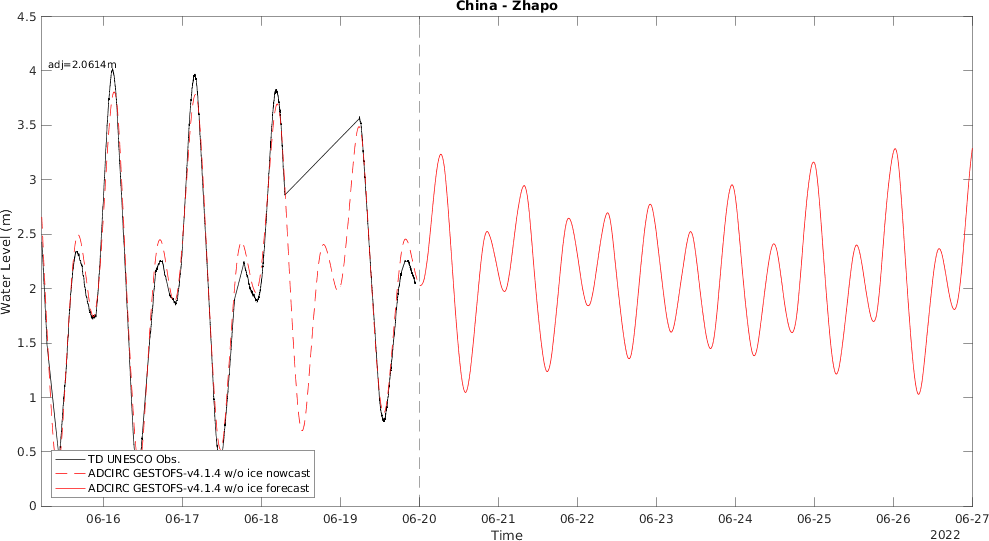 China - Zhapo
adj=2.0614m
4.5
4
3.5
3
2.5
2
1.5
1
0.5
0
Water Level (m)
TD UNESCO Obs.
ADCIRC GESTOFS-v4.1.4 w/o ice nowcast
ADCIRC GESTOFS-v4.1.4 w/o ice forecast
06-16 06-17 06-18 06-19 06-20 06-21 06-22 06-23 06-24 06-25 06-26 06-27
Time
2022